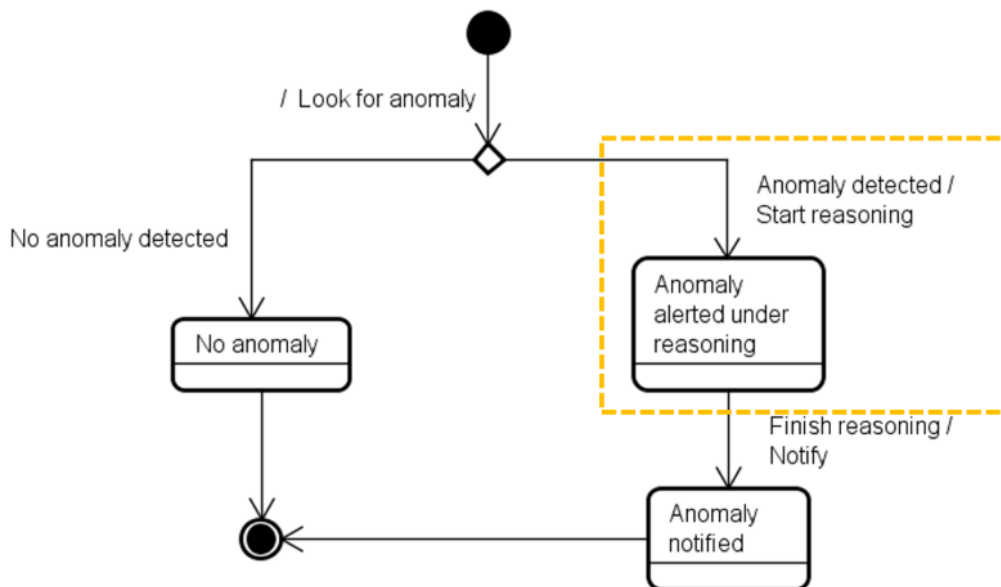 / Look for anomaly
Anomaly detected /
Start reasoning
No anomaly detected
Anomaly
alerted under
reasoning
No anomaly
Finish reasoning /
Notify
Anomaly
notified